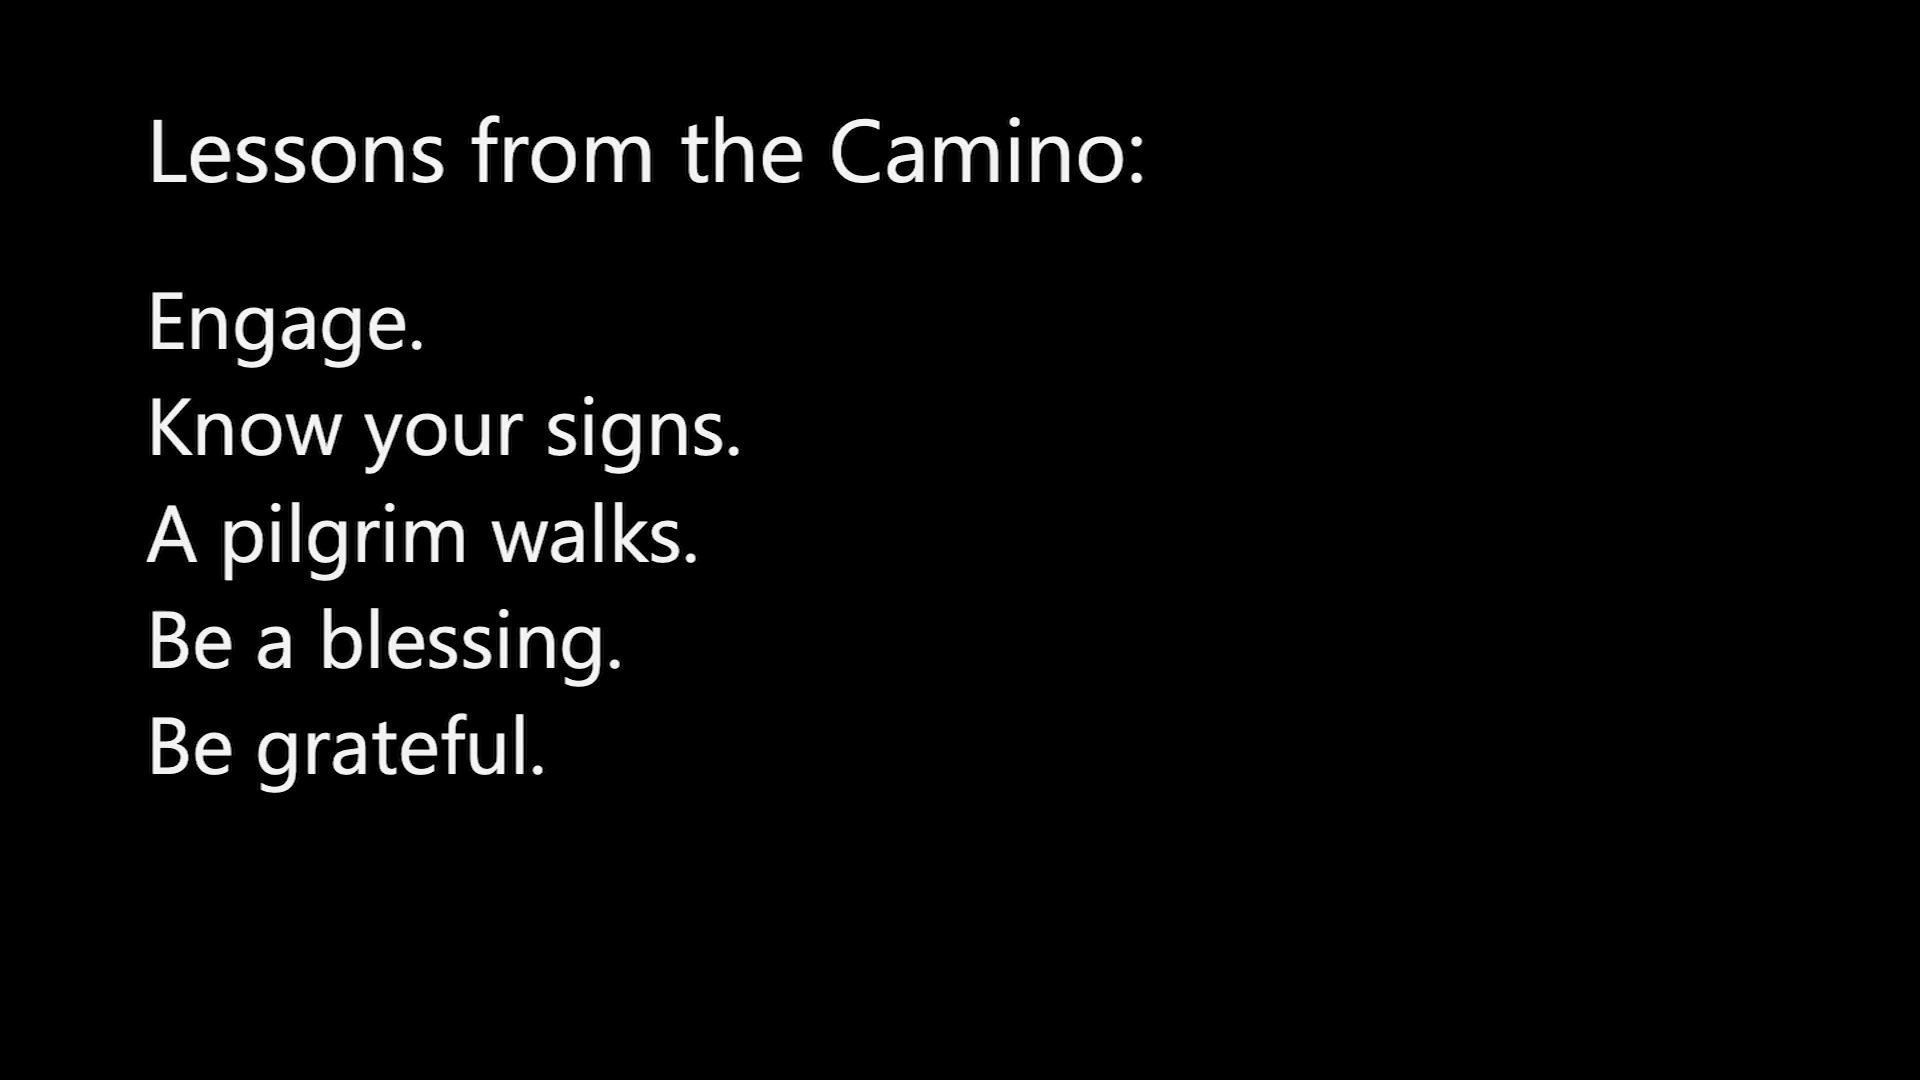 Lessons from the Camino:
Engage.
Know your signs.
A pilgrim walks.
Be a blessing.
Be grateful.